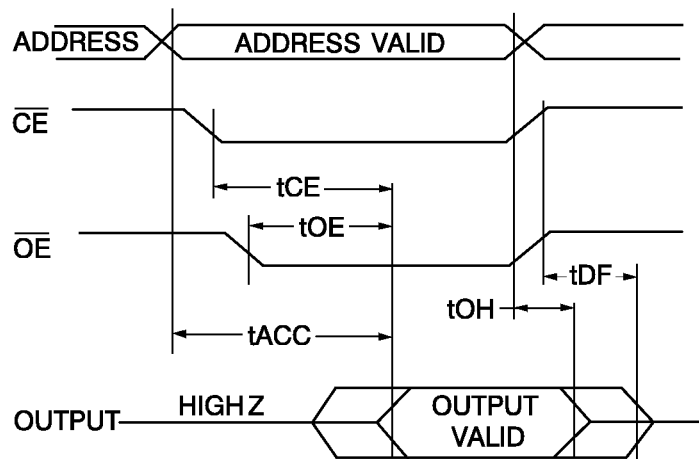 ADDRESS
ADDRESS VALID
CE
tCE
tOE
OE
tDF
tOH
tACC
HIGH Z
OUTPUT
OUTPUT
VALID